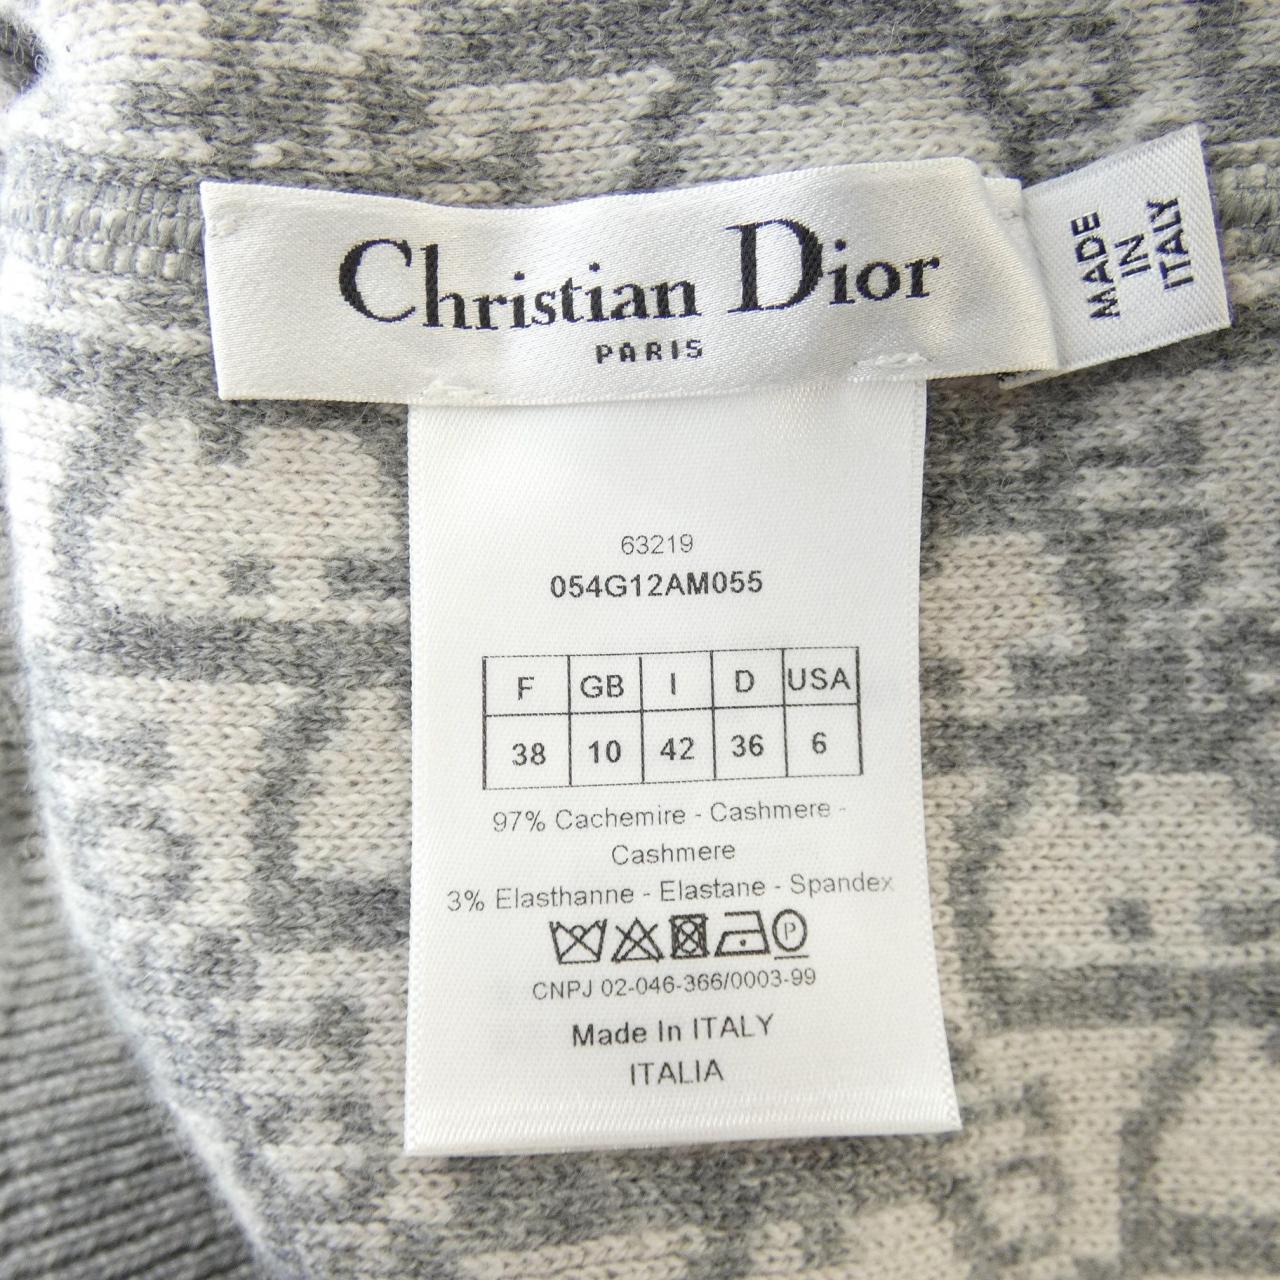 Christian Dior
PARIS
MADE
IN
ITALY
63219
054G12AM055
F GB I D USA
38 10 42 36 6
97% Cachemire - Cashmere -
Cashmere
3% Elasthanne - Elastane - Spandex
P
CNPJ 02-046-366/0003-99
Made In ITALY
ITALIA